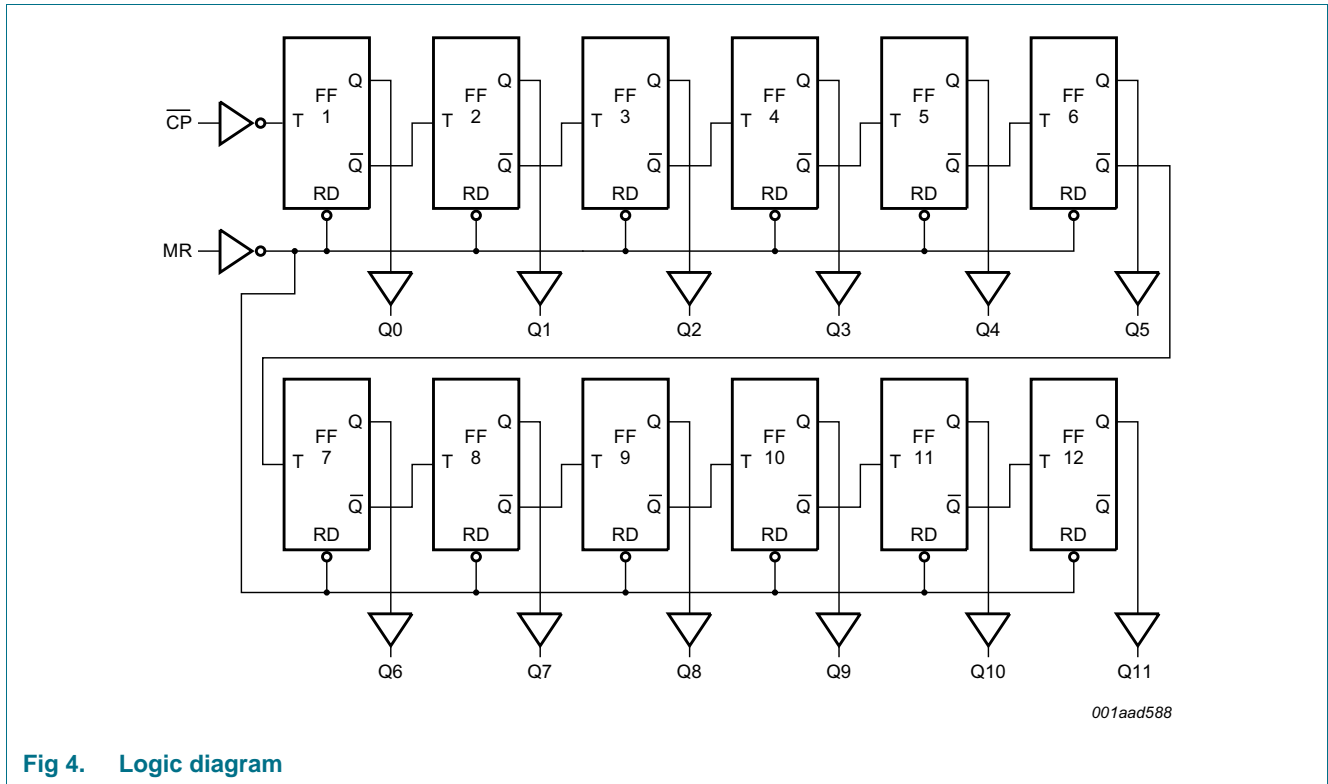 Q Q Q Q Q Q
FF FF FF FF FF FF
C̅P̅ T 1 T 2 T 3 T 4 T 5 T 6
Q̅ Q̅ Q̅ Q̅ Q̅ Q̅
RD RD RD RD RD RD
MR
Q0 Q1 Q2 Q3 Q4 Q5
Q Q Q Q Q Q
FF FF FF FF FF FF
T 7 T 8 T 9 T 10 T 11 T 12
Q̅ Q̅ Q̅ Q̅ Q̅ Q̅
RD RD RD RD RD RD
Q6 Q7 Q8 Q9 Q10 Q11
001aad588
Fig 4. Logic diagram